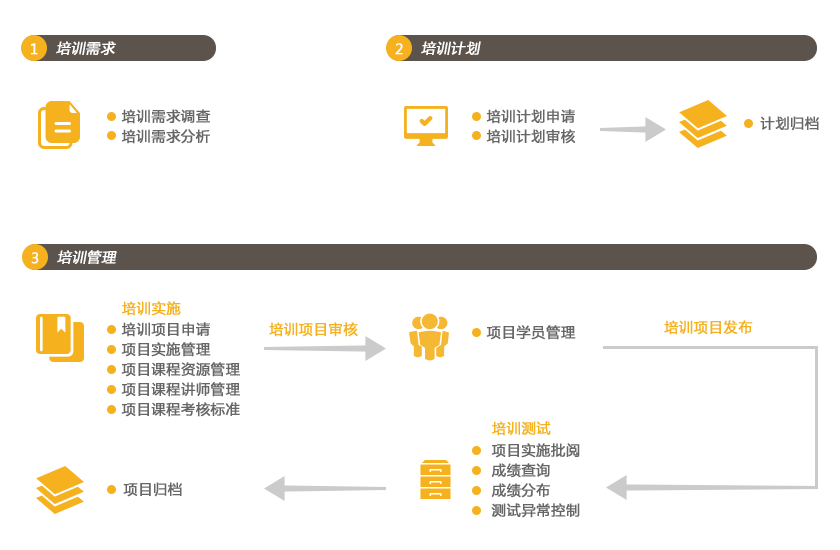 1 培训需求
培训需求调查
培训需求分析
2 培训计划
培训计划申请
培训计划审核
计划归档
3 培训管理
培训实施
培训项目申请
项目实施管理
项目课程资源管理
项目课程讲师管理
项目课程考核标准
培训项目审核
项目学员管理
培训项目发布
培训测试
项目实施批阅
成绩查询
成绩分布
测试异常控制
项目归档